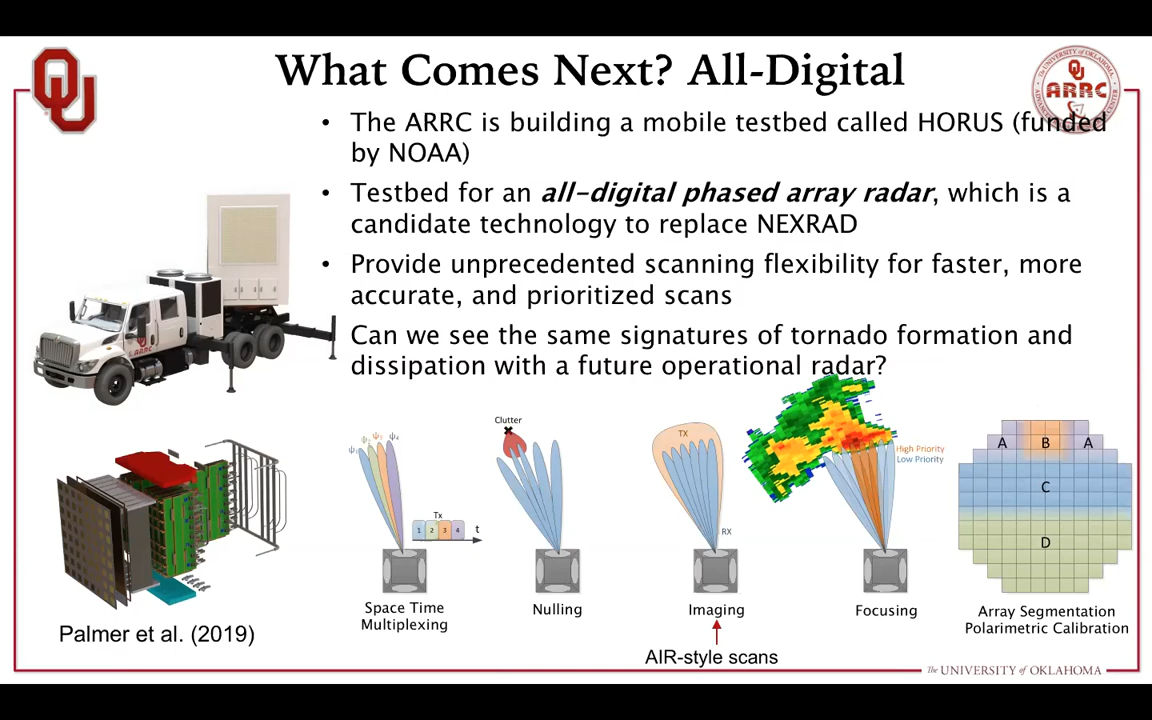 What Comes Next? All-Digital
• The ARRC is building a mobile testbed called HORUS (funded
by NOAA)
• Testbed for an all-digital phased array radar, which is a
candidate technology to replace NEXRAD
• Provide unprecedented scanning flexibility for faster, more
accurate, and prioritized scans
Can we see the same signatures of tornado formation and
dissipation with a future operational radar?
OU
ARRC
ARRC
Clutter
TX
RX
High Priority
Low Priority
Tx
1 2 3 4
t
A B A
C
D
Space Time
Multiplexing
Nulling
Imaging
Focusing
Array Segmentation
Polarimetric Calibration
Palmer et al. (2019)
AIR-style scans
The UNIVERSITY of OKLAHOMA